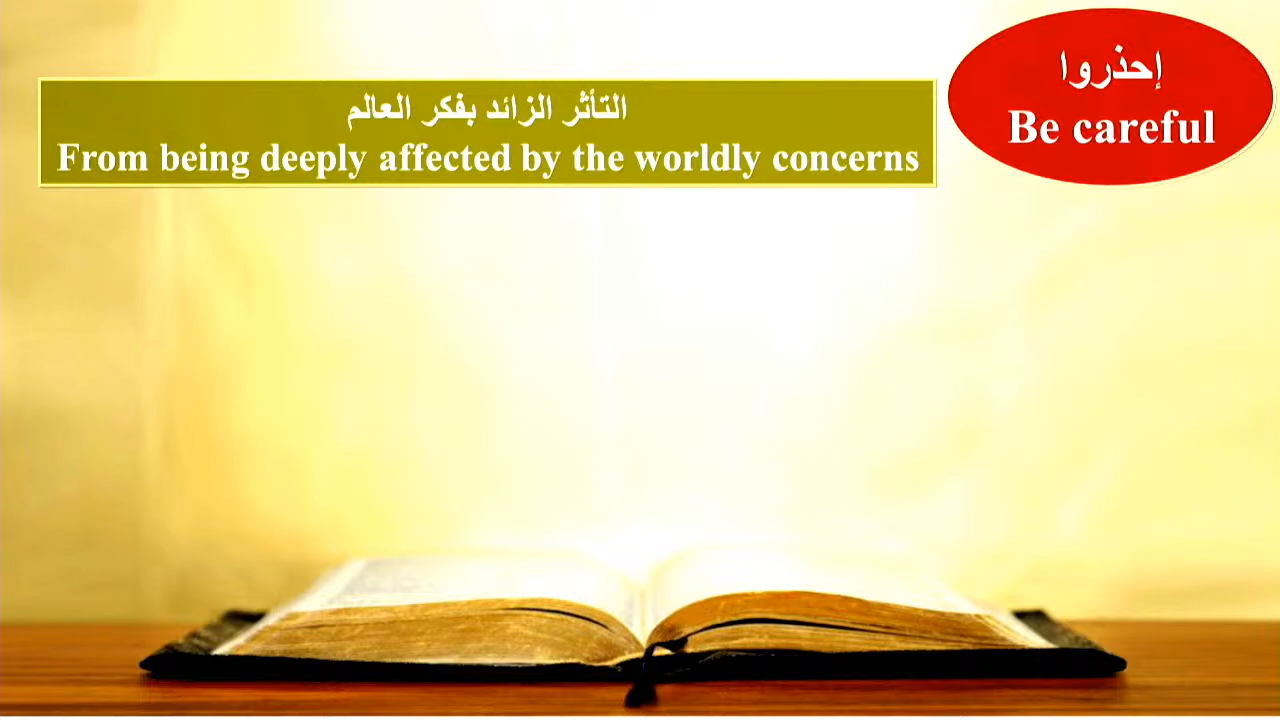 إحذروا
Be careful
التأثر الزائد بفكر العالم
From being deeply affected by the worldly concerns